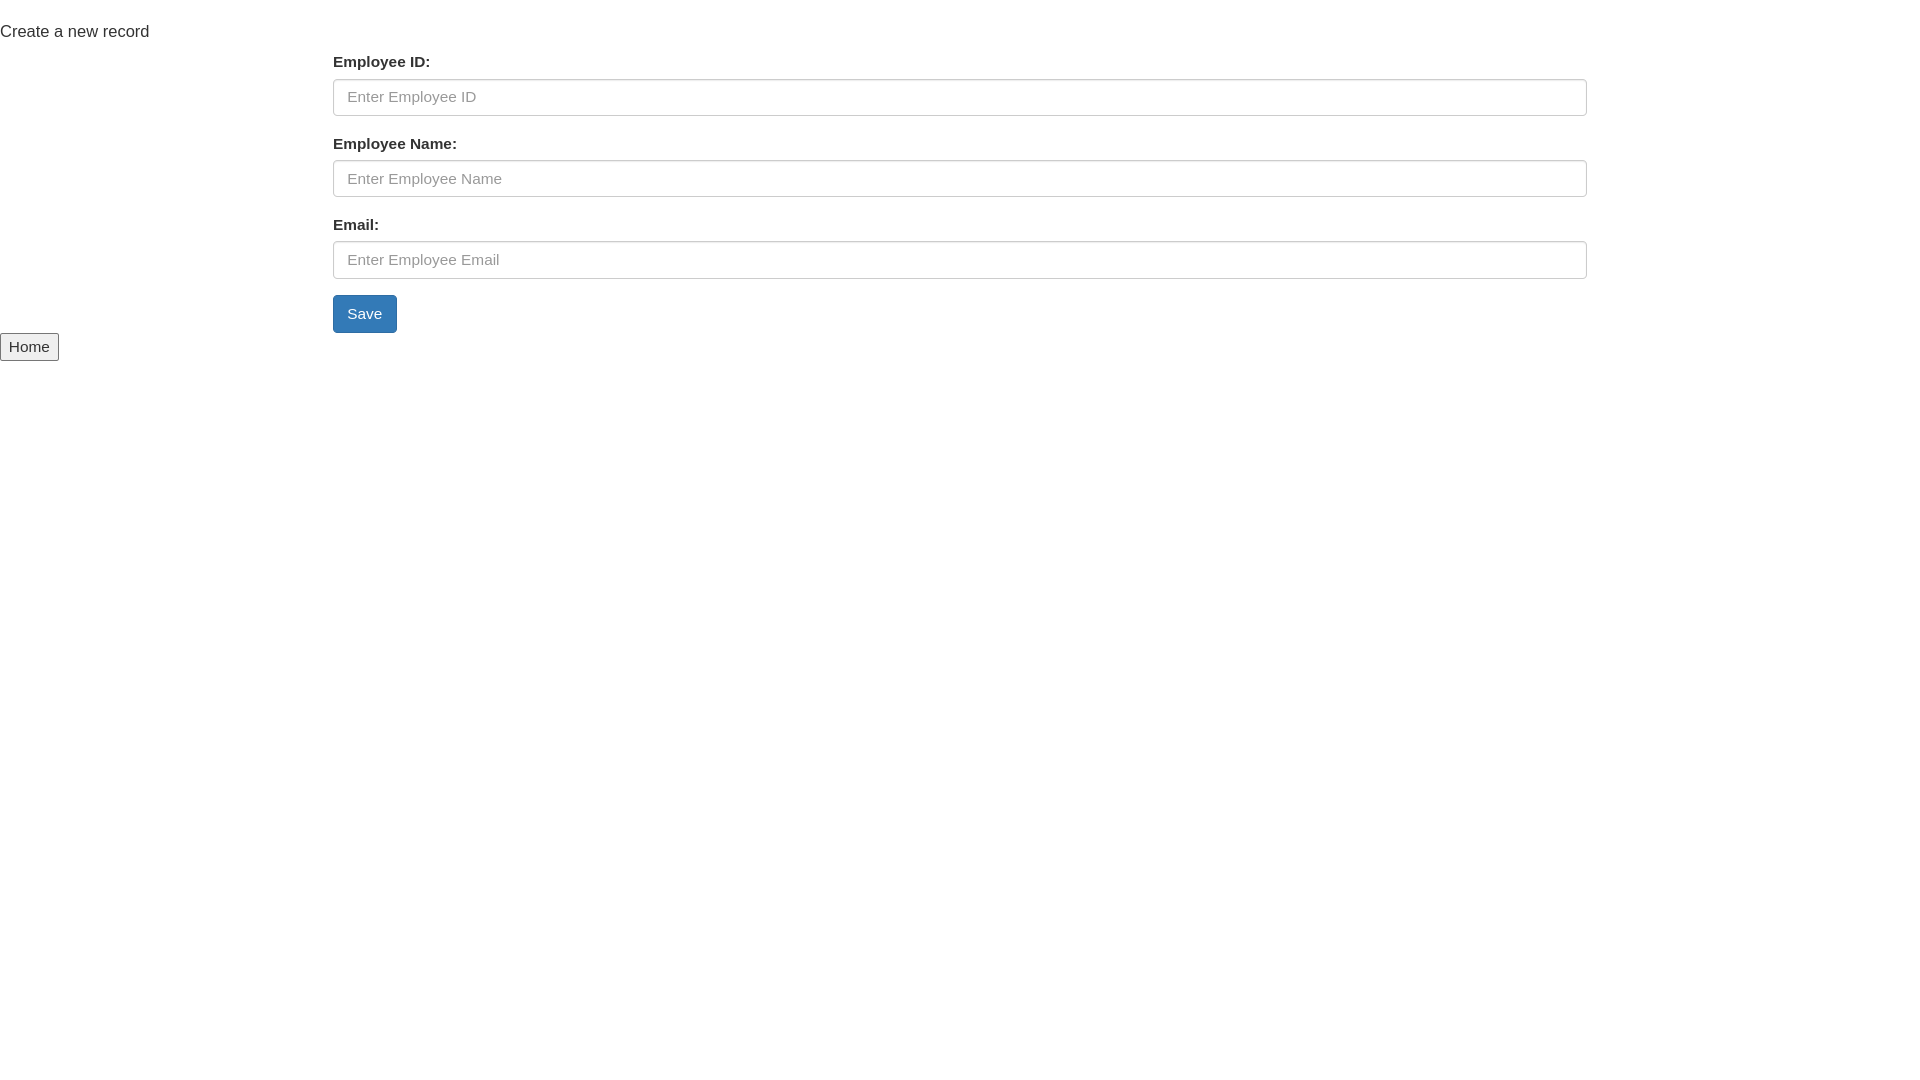 Create a new record
Employee ID:
Enter Employee ID
Employee Name:
Enter Employee Name
Email:
Enter Employee Email
Save
Home